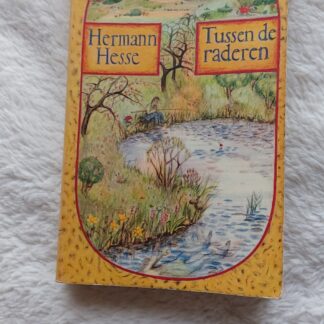 Hermann
Hesse
Tussen de
raderen